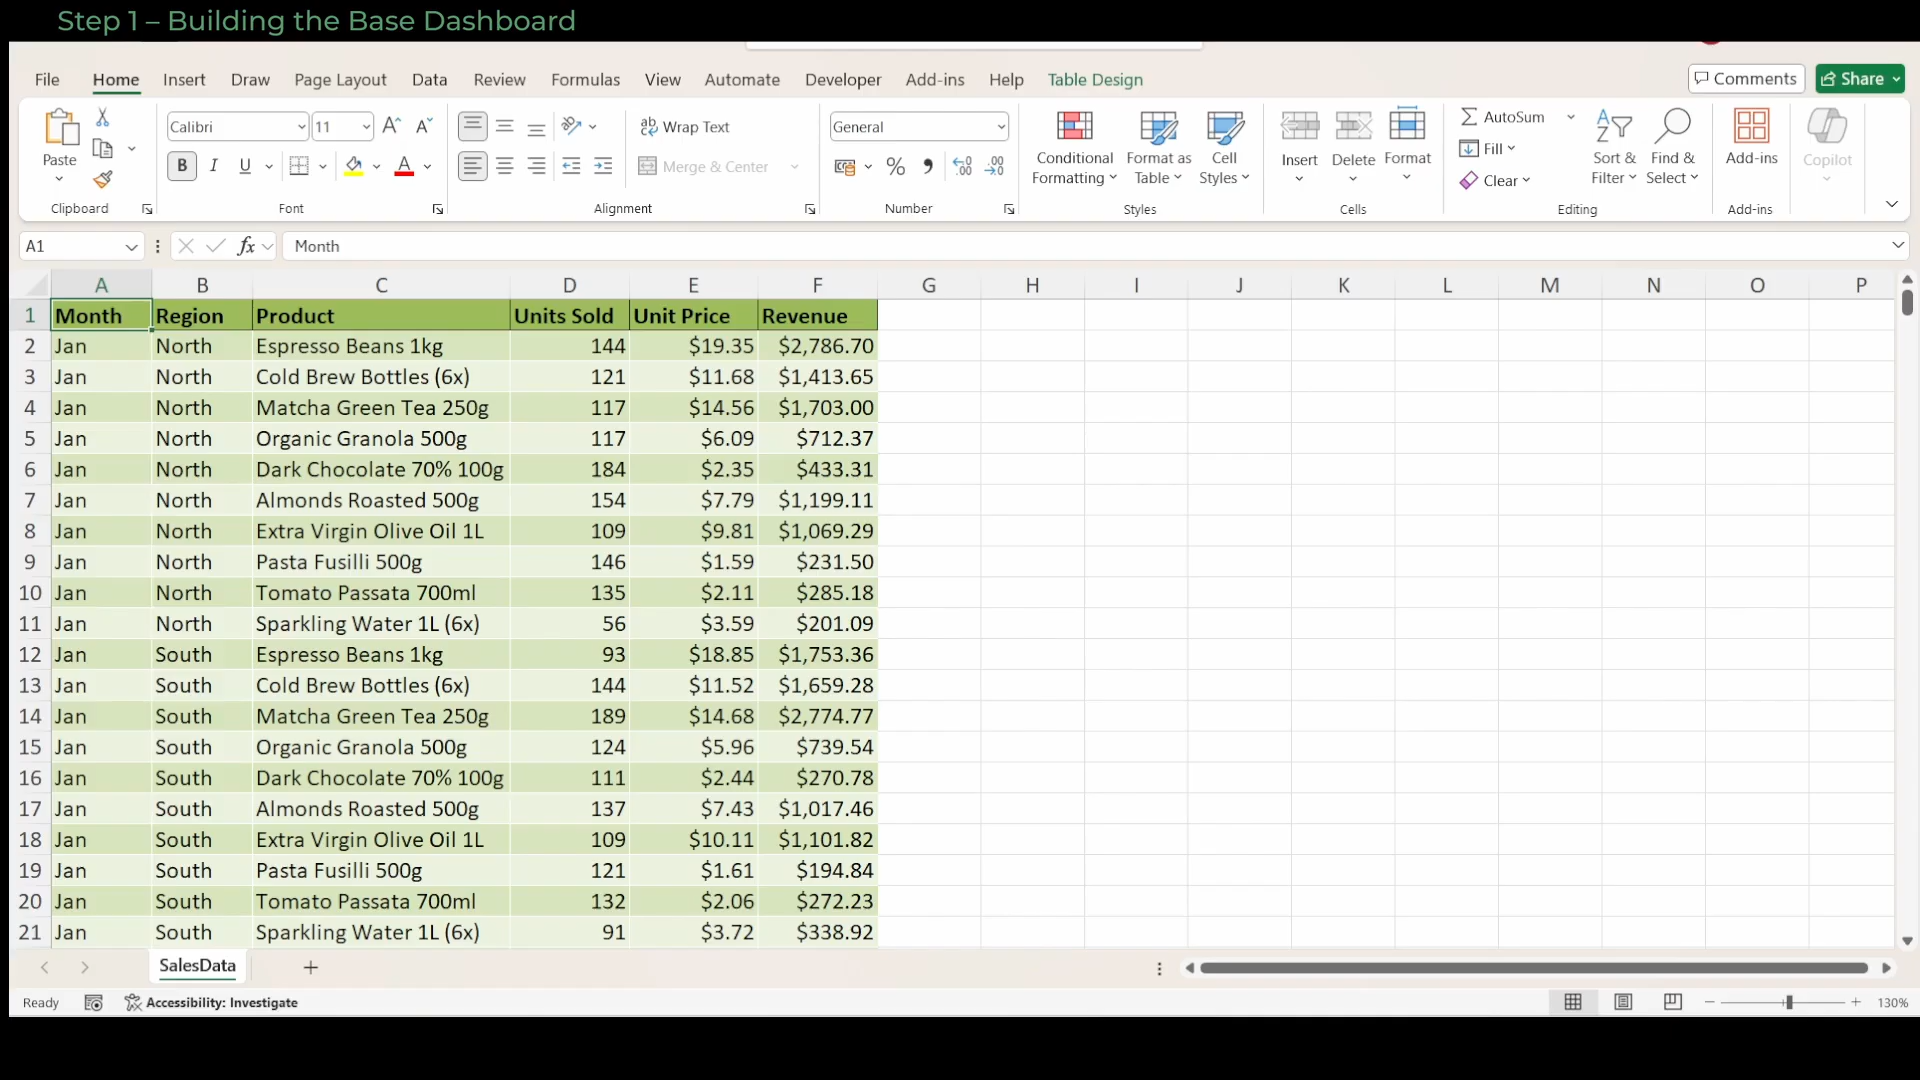 Step 1 – Building the Base Dashboard
File Home Insert Draw Page Layout Data Review Formulas View Automate Developer Add-ins Help Table Design Comments Share
Calibri 11 Wrap Text General AutoSum
Paste Conditional Formatting Format as Table Cell Styles Insert Delete Format Fill Sort & Filter Find & Select Add-ins Copilot
B I U A Merge & Center % Clear
Clipboard Font Alignment Number Styles Cells Editing Add-ins
A1 fx Month
A B C D E F G H I J K L M N O P
1 Month Region Product Units Sold Unit Price Revenue
2 Jan North Espresso Beans 1kg 144 $19.35 $2,786.70
3 Jan North Cold Brew Bottles (6x) 121 $11.68 $1,413.65
4 Jan North Matcha Green Tea 250g 117 $14.56 $1,703.00
5 Jan North Organic Granola 500g 117 $6.09 $712.37
6 Jan North Dark Chocolate 70% 100g 184 $2.35 $433.31
7 Jan North Almonds Roasted 500g 154 $7.79 $1,199.11
8 Jan North Extra Virgin Olive Oil 1L 109 $9.81 $1,069.29
9 Jan North Pasta Fusilli 500g 146 $1.59 $231.50
10 Jan North Tomato Passata 700ml 135 $2.11 $285.18
11 Jan North Sparkling Water 1L (6x) 56 $3.59 $201.09
12 Jan South Espresso Beans 1kg 93 $18.85 $1,753.36
13 Jan South Cold Brew Bottles (6x) 144 $11.52 $1,659.28
14 Jan South Matcha Green Tea 250g 189 $14.68 $2,774.77
15 Jan South Organic Granola 500g 124 $5.96 $739.54
16 Jan South Dark Chocolate 70% 100g 111 $2.44 $270.78
17 Jan South Almonds Roasted 500g 137 $7.43 $1,017.46
18 Jan South Extra Virgin Olive Oil 1L 109 $10.11 $1,101.82
19 Jan South Pasta Fusilli 500g 121 $1.61 $194.84
20 Jan South Tomato Passata 700ml 132 $2.06 $272.23
21 Jan South Sparkling Water 1L (6x) 91 $3.72 $338.92
SalesData
Ready Accessibility: Investigate 130%